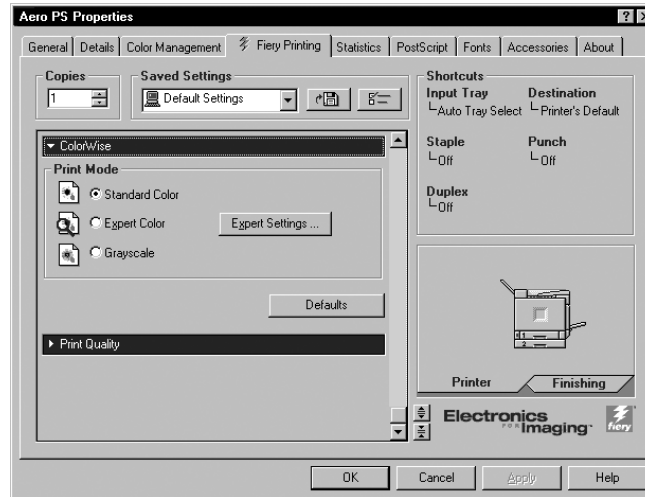 Aero PS Properties
General Details Color Management Fiery Printing Statistics PostScript Fonts Accessories About
Copies
1
Saved Settings
Default Settings
ColorWise
Print Mode
Standard Color
Expert Color
Expert Settings ...
Grayscale
Defaults
Print Quality
Shortcuts
Input Tray Destination
Auto Tray Select Printer's Default
Staple Punch
Off Off
Duplex
Off
1
2
Printer Finishing
Electronics
FOR Imaging
fiery
OK Cancel Apply Help